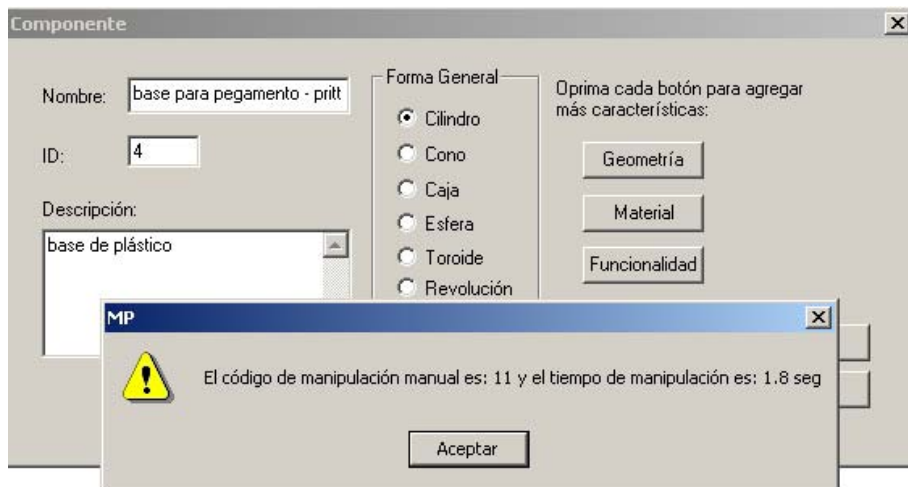 Componente
Nombre:
base para pegamento - pritt
ID:
4
Descripción:
base de plástico
Forma General
Cilindro
Cono
Caja
Esfera
Toroide
Revolución
Oprima cada botón para agregar
más características:
Geometría
Material
Funcionalidad
MP
El código de manipulación manual es: 11 y el tiempo de manipulación es: 1.8 seg
Aceptar